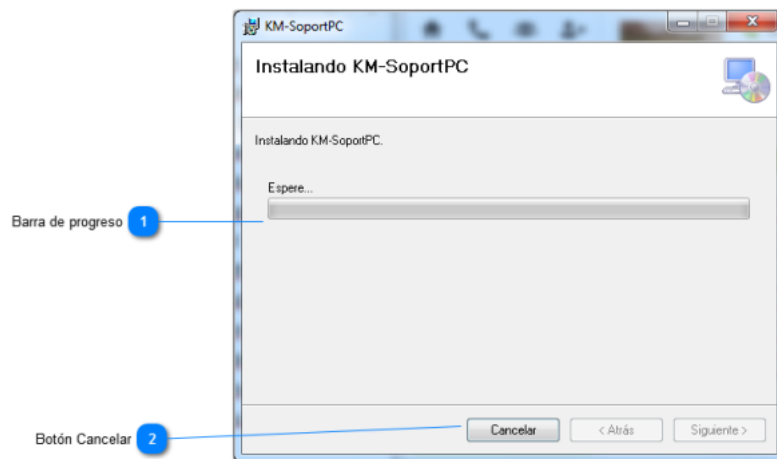 KM-SoportPC
Instalando KM-SoportPC
Instalando KM-SoportPC.
Espere...
Barra de progreso 1
Botón Cancelar 2
Cancelar
< Atrás
Siguiente >